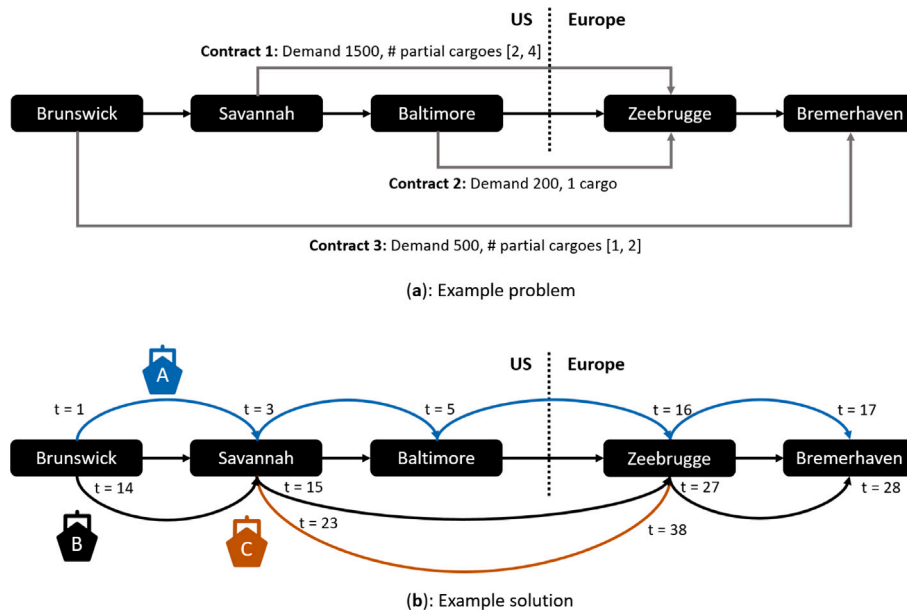 US Europe
Contract 1: Demand 1500, # partial cargoes [2, 4]
Brunswick Savannah Baltimore Zeebrugge Bremerhaven
Contract 2: Demand 200, 1 cargo
Contract 3: Demand 500, # partial cargoes [1, 2]
(a): Example problem
US Europe
A
t = 1 t = 3 t = 5 t = 16 t = 17
Brunswick Savannah Baltimore Zeebrugge Bremerhaven
t = 14 t = 15 t = 27 t = 28
B C t = 23 t = 38
(b): Example solution